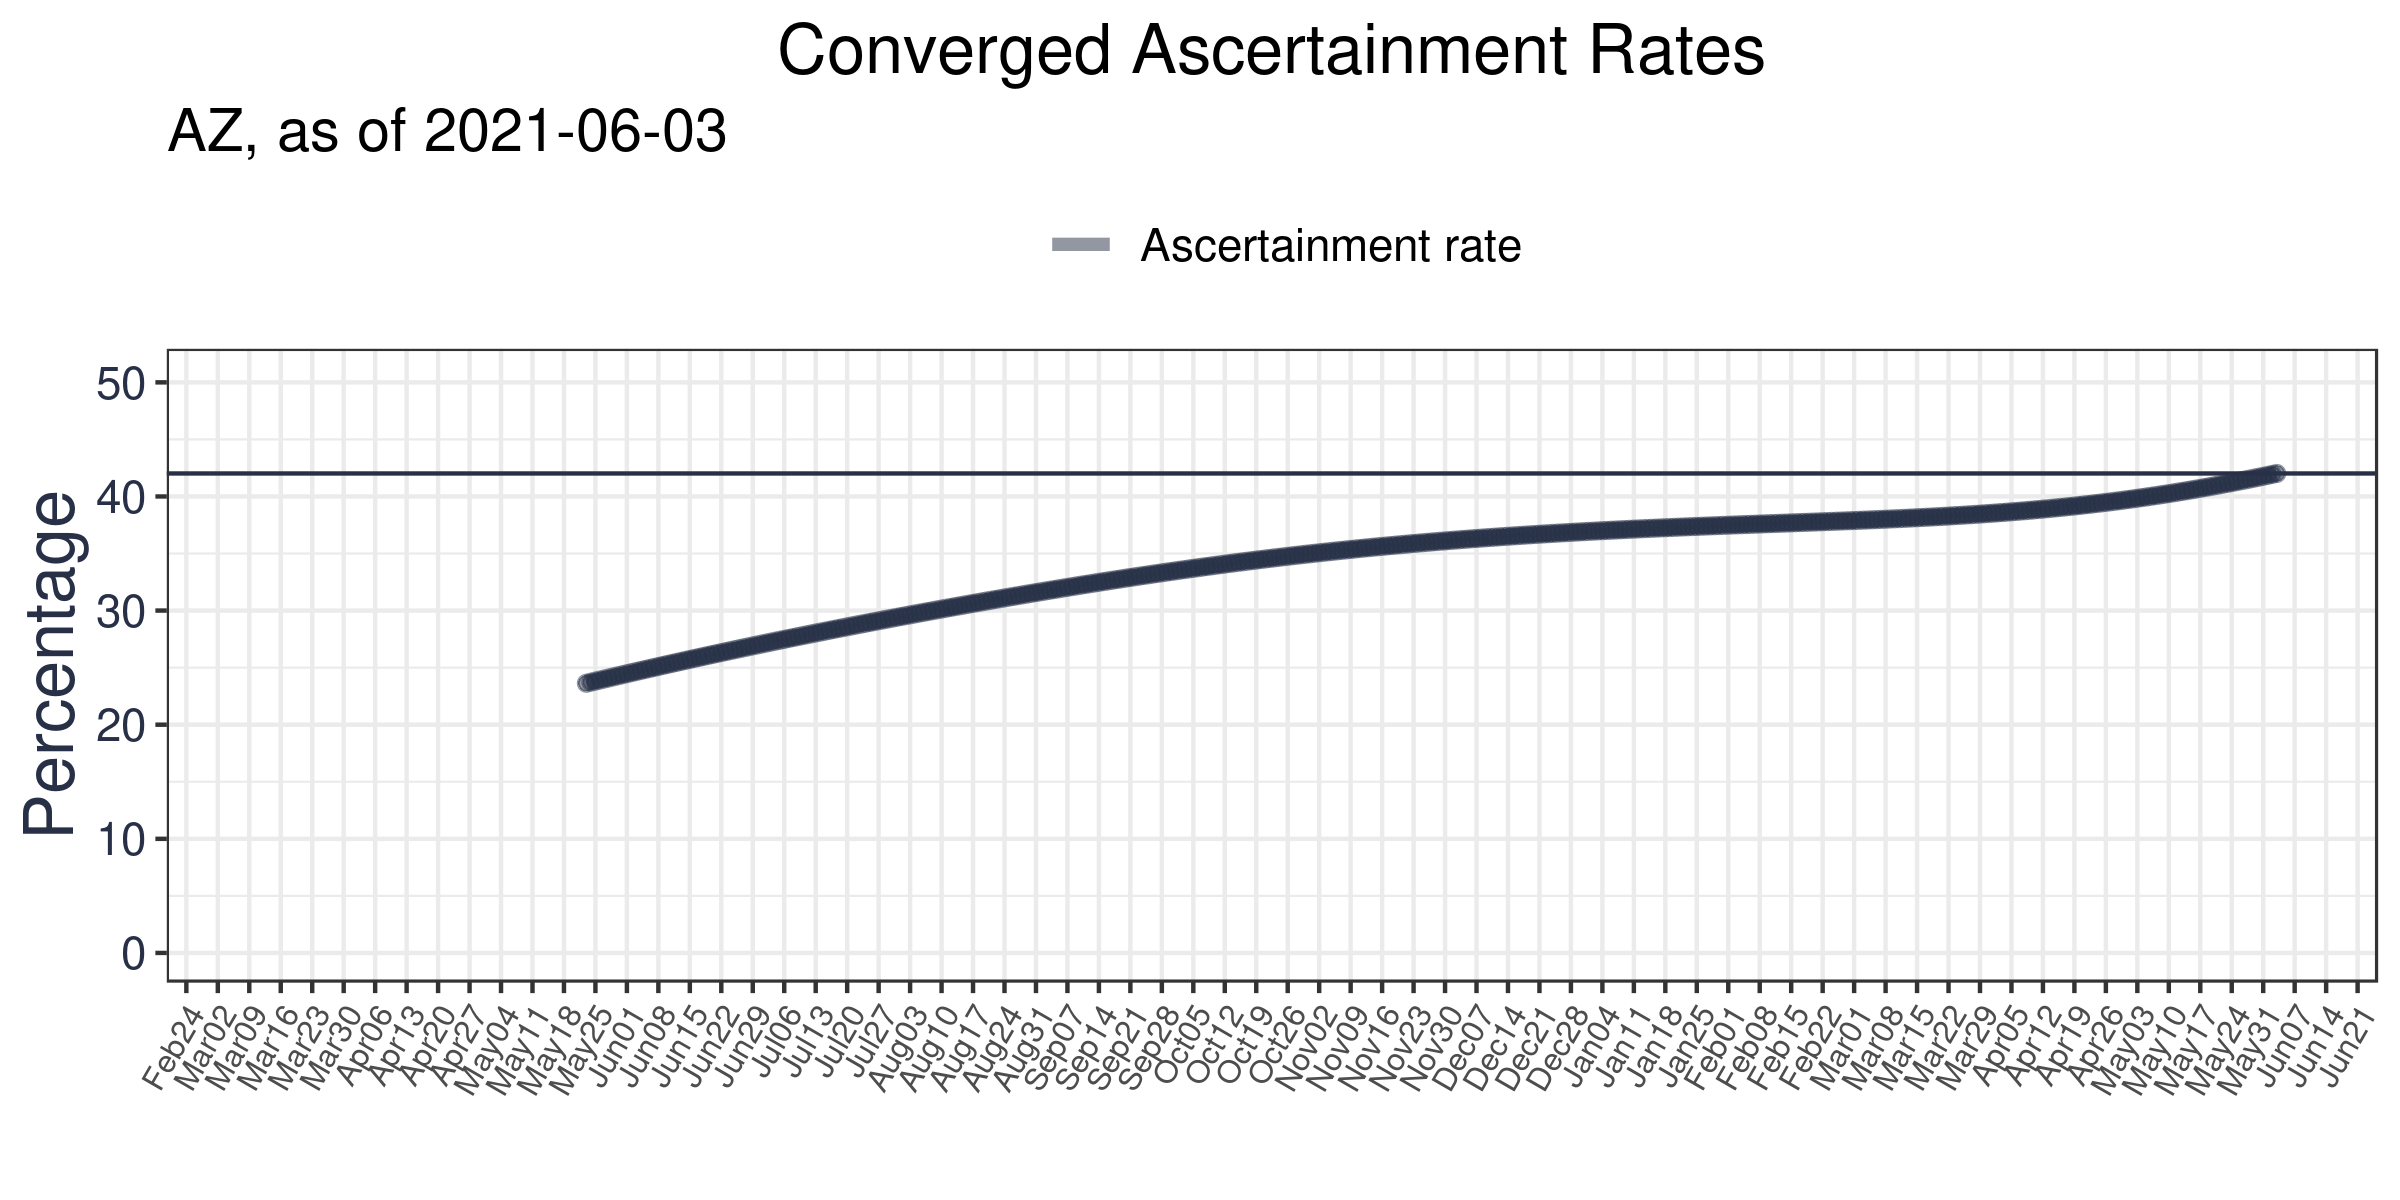 Converged Ascertainment Rates
AZ, as of 2021-06-03
Ascertainment rate
Percentage
50
40
30
20
10
0
Feb24
Mar02
Mar09
Mar16
Mar23
Mar30
Apr06
Apr13
Apr20
Apr27
May04
May11
May18
May25
Jun01
Jun08
Jun15
Jun22
Jun29
Jul06
Jul13
Jul20
Jul27
Aug03
Aug10
Aug17
Aug24
Aug31
Sep07
Sep14
Sep21
Sep28
Oct05
Oct12
Oct19
Oct26
Nov02
Nov09
Nov16
Nov23
Nov30
Dec07
Dec14
Dec21
Dec28
Jan04
Jan11
Jan18
Jan25
Feb01
Feb08
Feb15
Feb22
Mar01
Mar08
Mar15
Mar22
Mar29
Apr05
Apr12
Apr19
Apr26
May03
May10
May17
May24
May31
Jun07
Jun14
Jun21